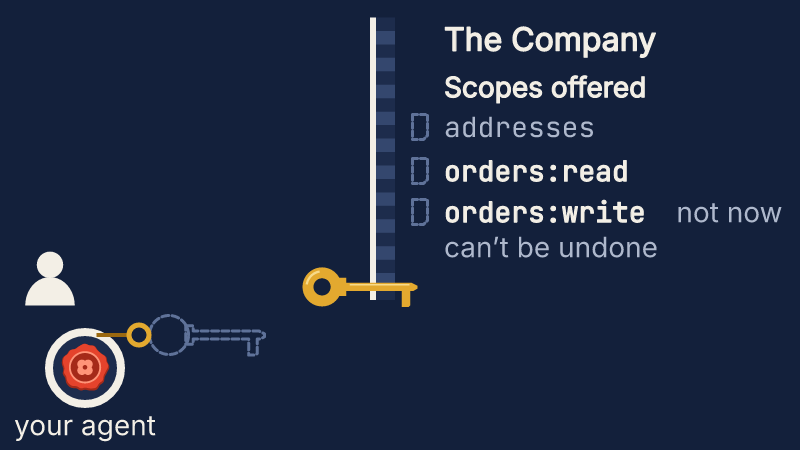 The Company
Scopes offered
addresses
orders:read
orders:write not now
can’t be undone
your agent